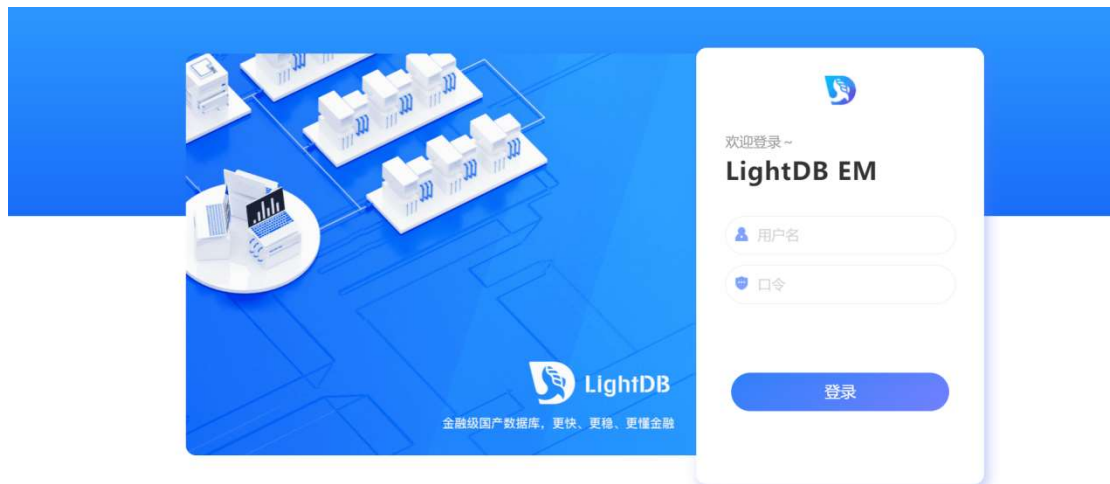 LightDB
金融级国产数据库，更快、更稳、更懂金融
欢迎登录~
LightDB EM
用户名
口令
登录